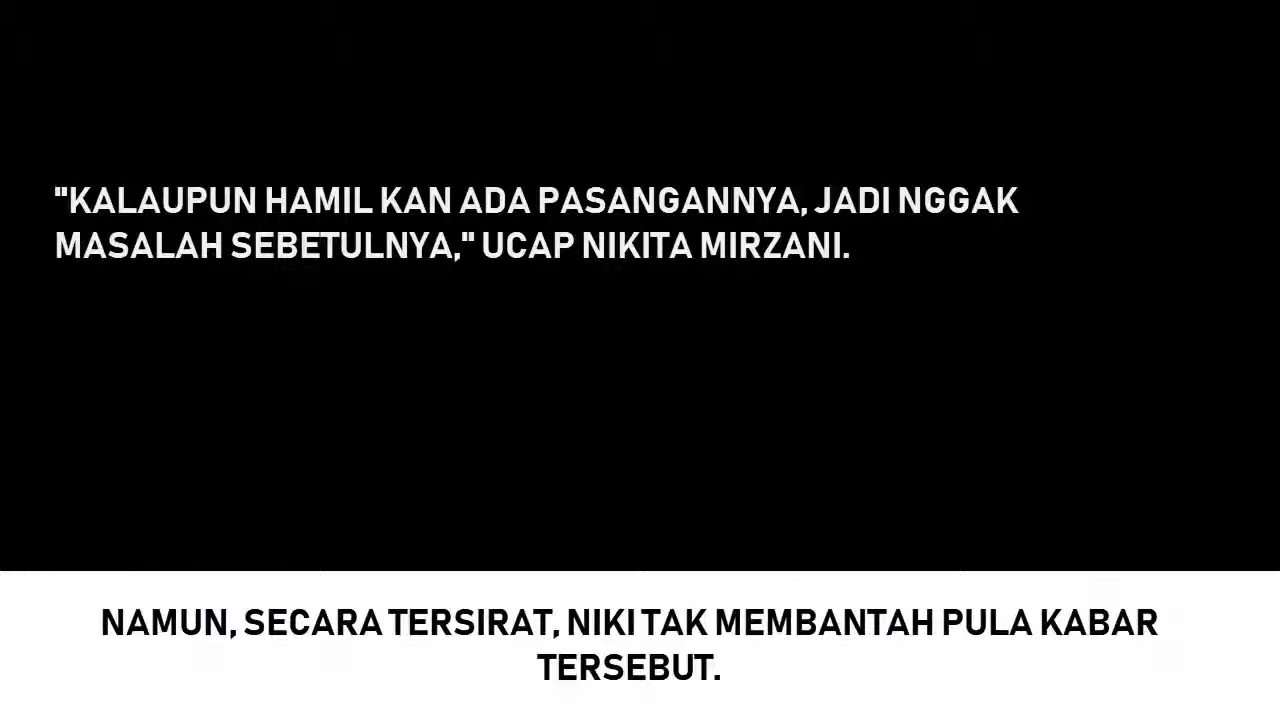 "KALAUPUN HAMIL KAN ADA PASANGANNYA, JADI NGGAK
MASALAH SEBETULNYA," UCAP NIKITA MIRZANI.
NAMUN, SECARA TERSIRAT, NIKI TAK MEMBANTAH PULA KABAR
TERSEBUT.